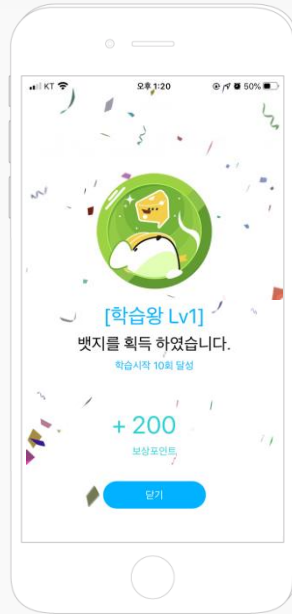 KT 오후 1:20 50%
[학습왕 Lv1]
뱃지를 획득 하였습니다.
학습시작 10회 달성
+ 200
보상포인트
닫기